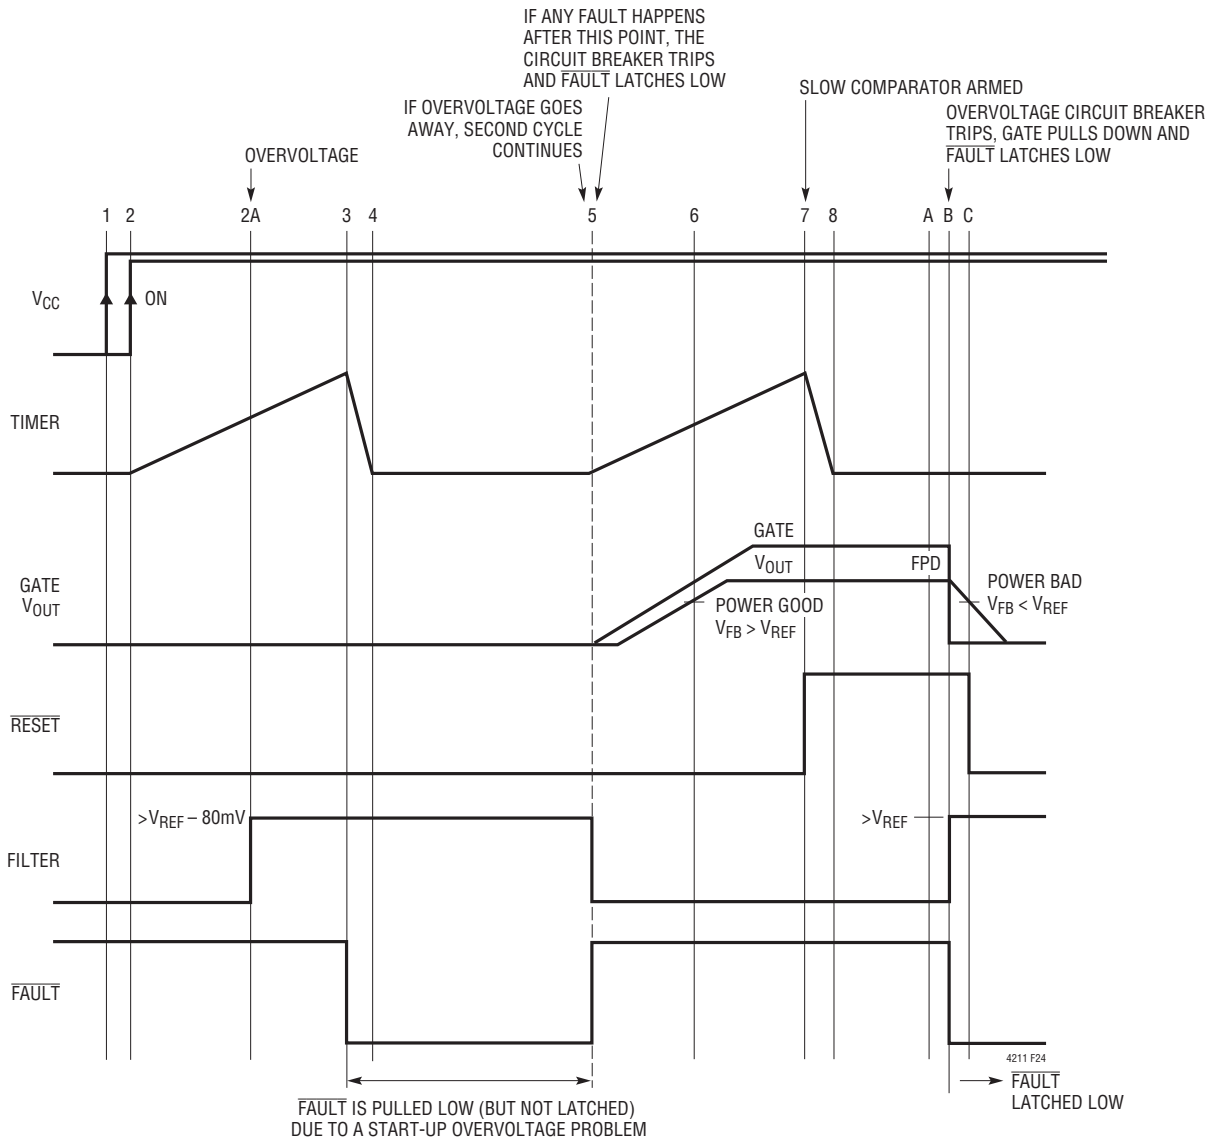 IF ANY FAULT HAPPENS
AFTER THIS POINT, THE
CIRCUIT BREAKER TRIPS
AND FAULT LATCHES LOW
IF OVERVOLTAGE GOES
AWAY, SECOND CYCLE
CONTINUES
SLOW COMPARATOR ARMED
OVERVOLTAGE CIRCUIT BREAKER
TRIPS, GATE PULLS DOWN AND
FAULT LATCHES LOW
OVERVOLTAGE
1 2 2A 3 4 5 6 7 8 A B C
VCC
ON
TIMER
GATE
VOUT
GATE
VOUT
FPD
POWER GOOD
VFB > VREF
POWER BAD
VFB < VREF
RESET
>VREF – 80mV
>VREF
FILTER
FAULT
4211 F24
FAULT
LATCHED LOW
FAULT IS PULLED LOW (BUT NOT LATCHED)
DUE TO A START-UP OVERVOLTAGE PROBLEM